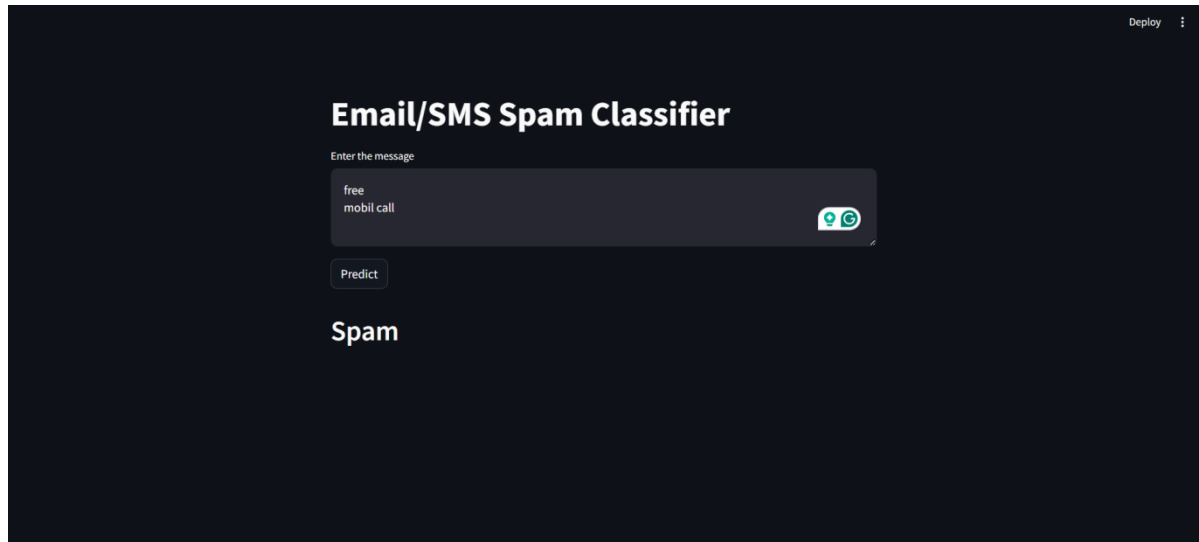 Deploy
Email/SMS Spam Classifier
Enter the message
free
mobil call
Predict
Spam